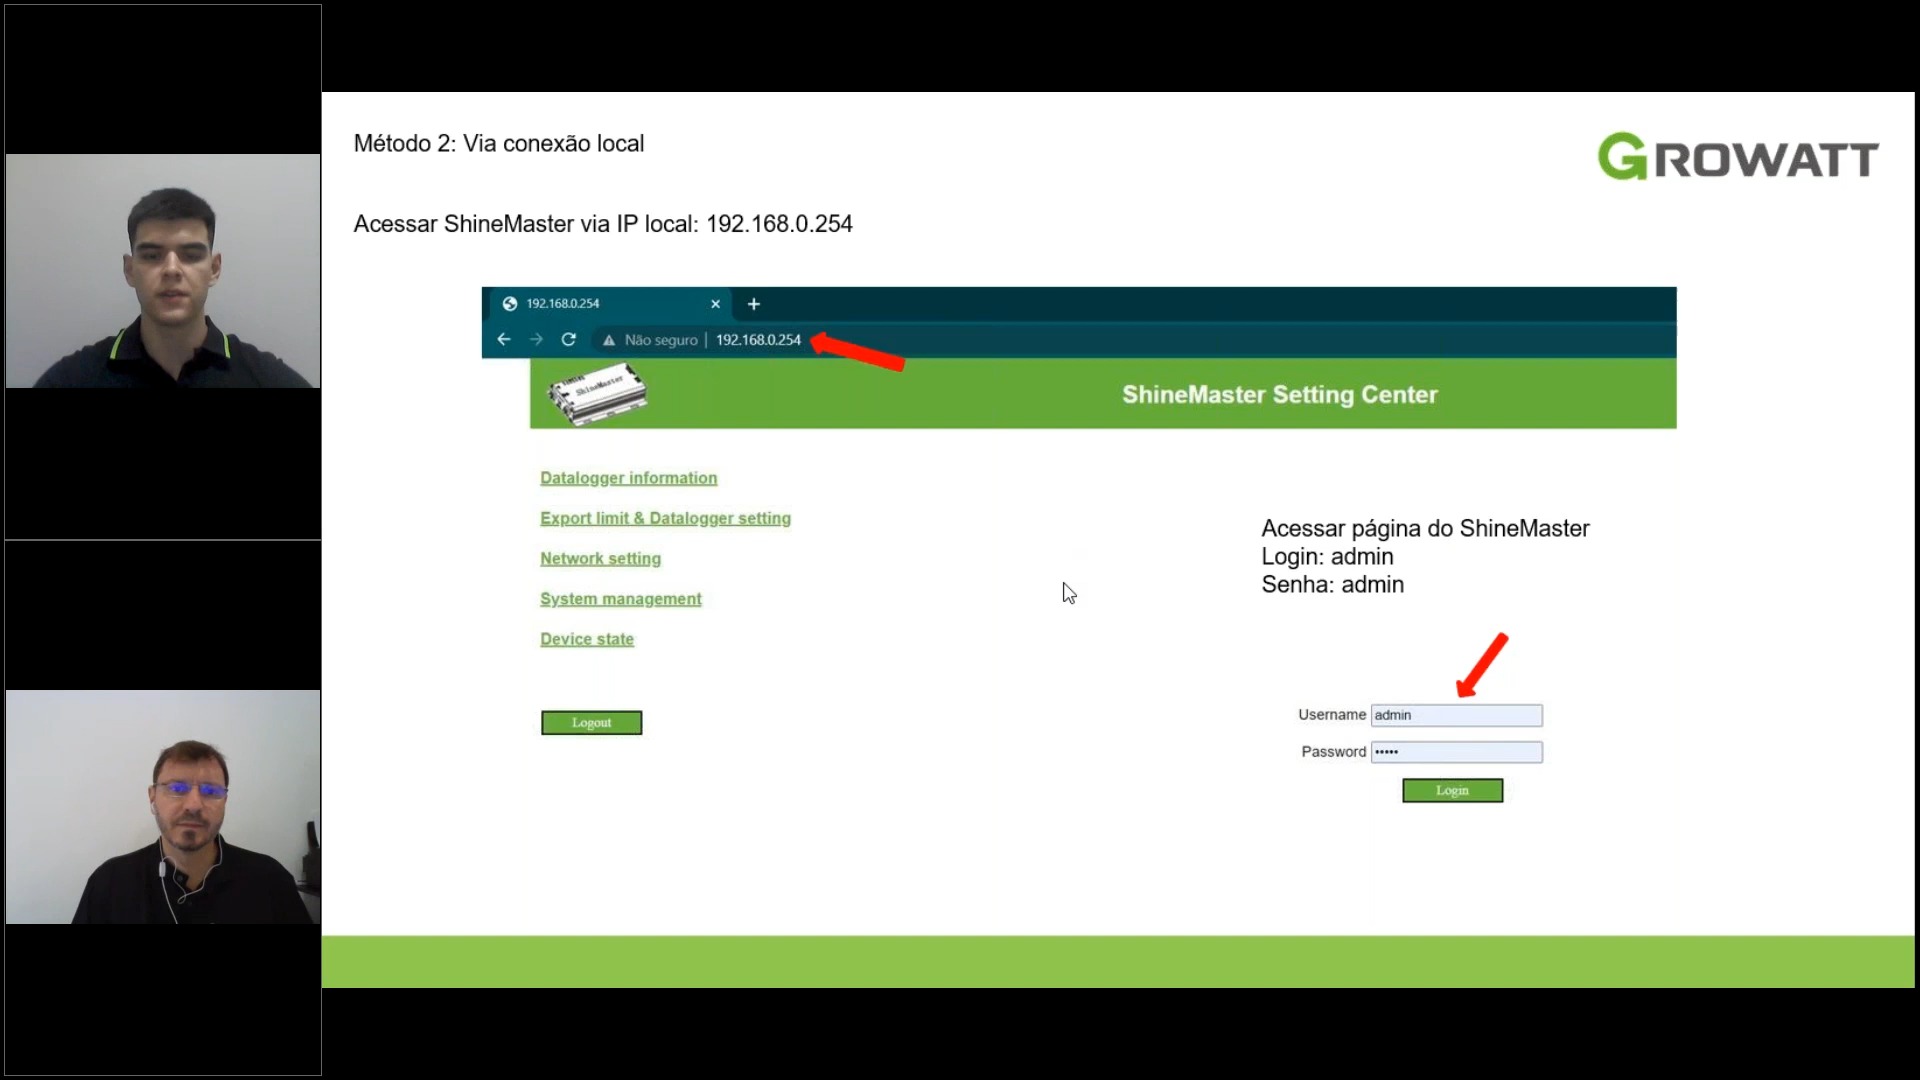 Método 2: Via conexão local
GROWATT
Acessar ShineMaster via IP local: 192.168.0.254
192.168.0.254
Não seguro | 192.168.0.254
ShineMaster
ShineMaster Setting Center
Datalogger information
Export limit & Datalogger setting
Network setting
System management
Device state
Logout
Acessar página do ShineMaster
Login: admin
Senha: admin
Username admin
Password •••••
Login